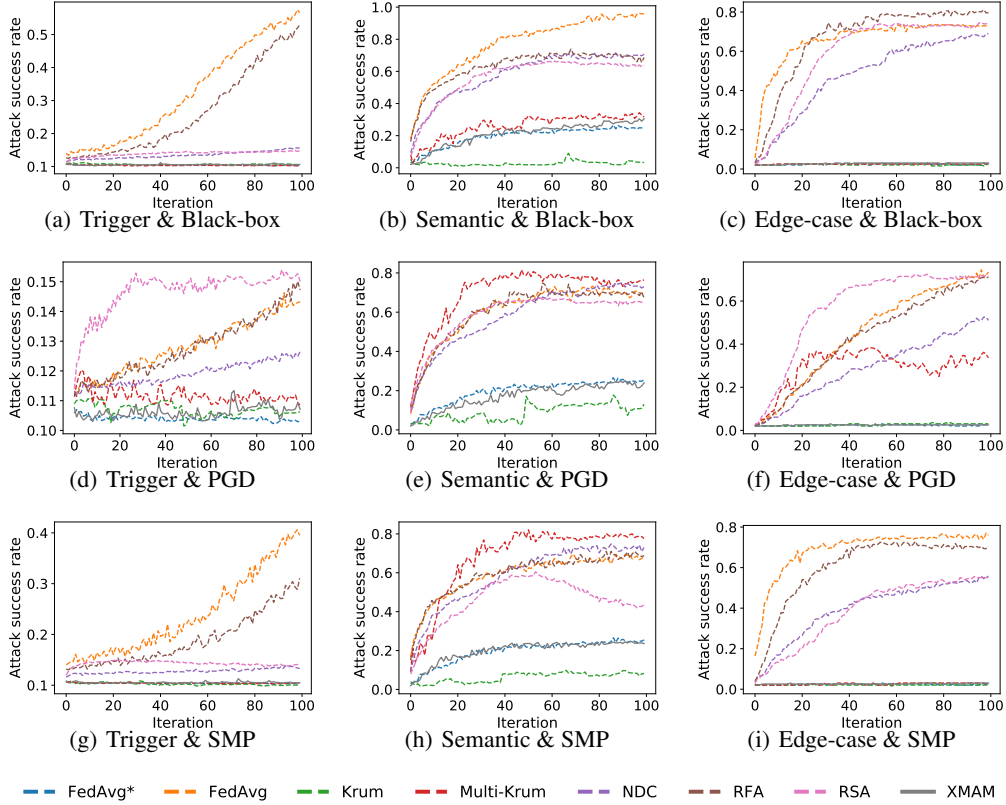 Attack success rate
0.5
0.4
0.3
0.2
0.1
0 20 40 60 80 100
Iteration
(a) Trigger & Black-box
Attack success rate
1.0
0.8
0.6
0.4
0.2
0.0
0 20 40 60 80 100
Iteration
(b) Semantic & Black-box
Attack success rate
0.8
0.6
0.4
0.2
0.0
0 20 40 60 80 100
Iteration
(c) Edge-case & Black-box
Attack success rate
0.15
0.14
0.13
0.12
0.11
0.10
0 20 40 60 80 100
Iteration
(d) Trigger & PGD
Attack success rate
0.8
0.6
0.4
0.2
0.0
0 20 40 60 80 100
Iteration
(e) Semantic & PGD
Attack success rate
0.6
0.4
0.2
0.0
0 20 40 60 80 100
Iteration
(f) Edge-case & PGD
Attack success rate
0.4
0.3
0.2
0.1
0 20 40 60 80 100
Iteration
(g) Trigger & SMP
Attack success rate
0.8
0.6
0.4
0.2
0.0
0 20 40 60 80 100
Iteration
(h) Semantic & SMP
Attack success rate
0.8
0.6
0.4
0.2
0.0
0 20 40 60 80 100
Iteration
(i) Edge-case & SMP
FedAvg* FedAvg Krum Multi-Krum NDC RFA RSA XMAM